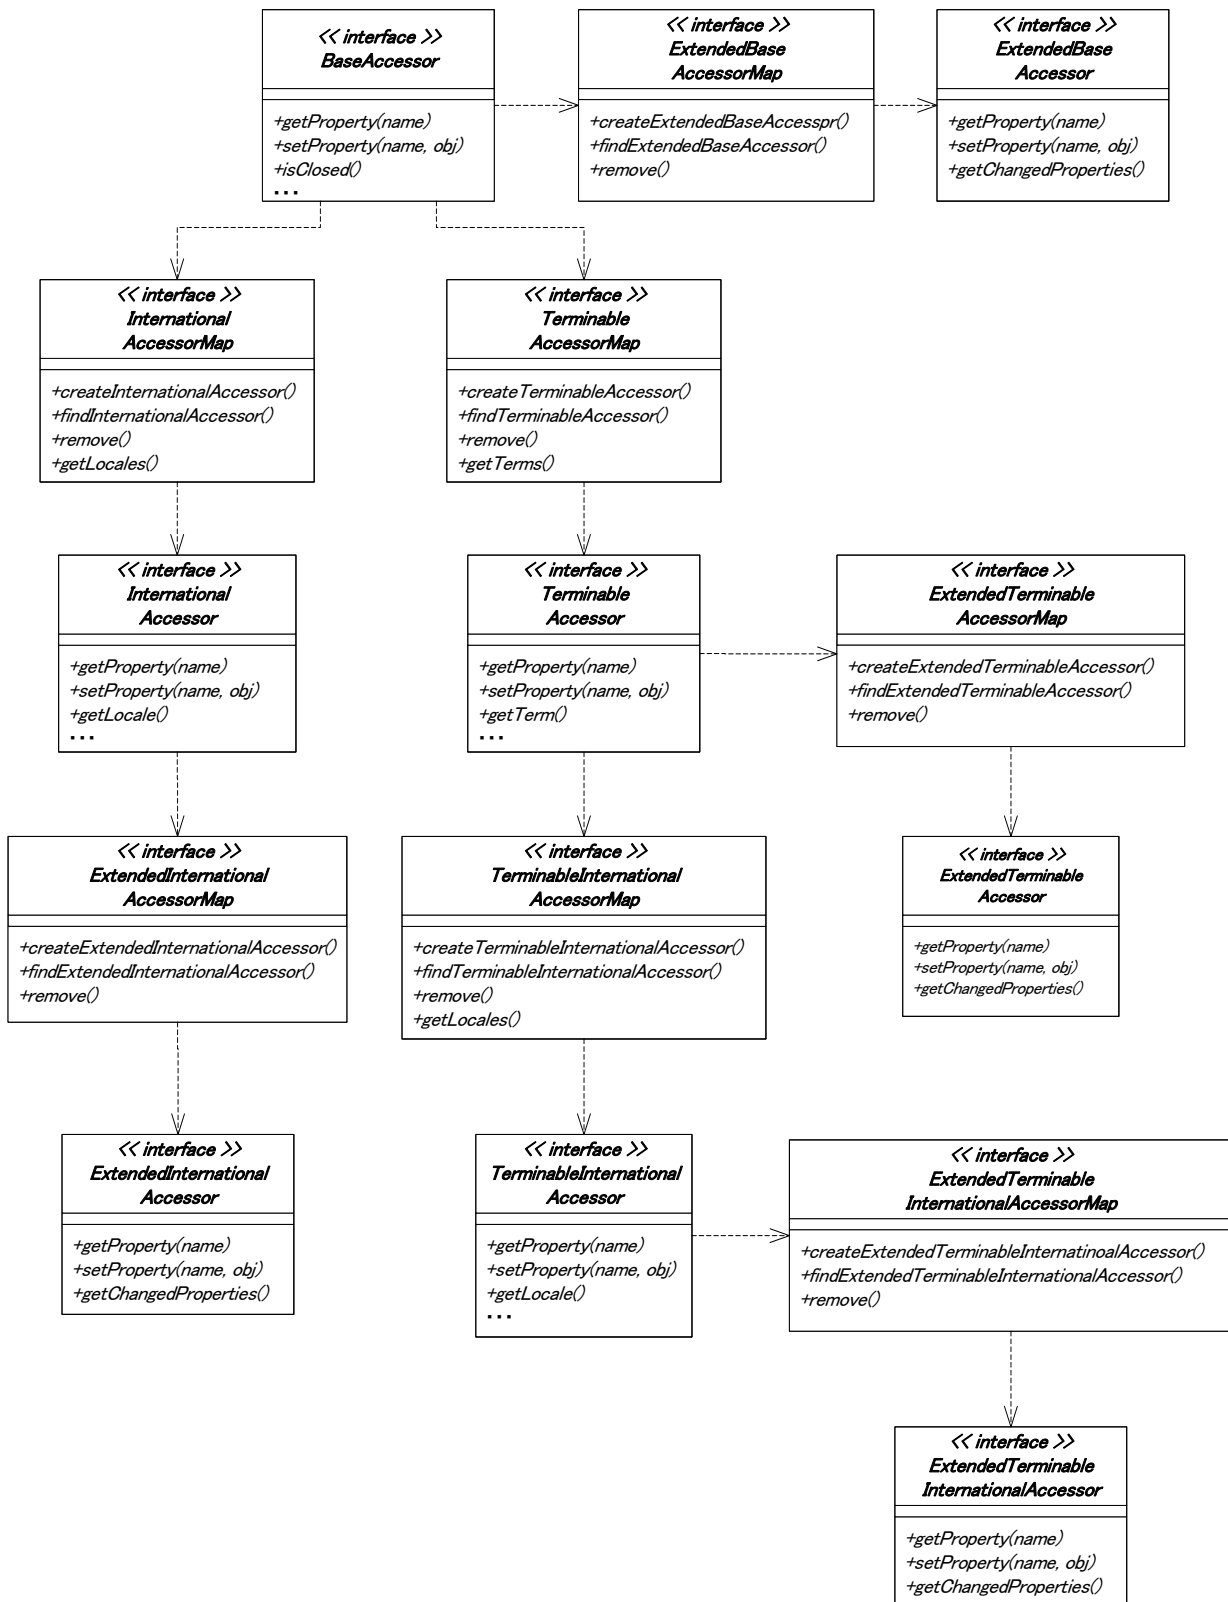 << interface >>
BaseAccessor
+getProperty(name)
+setProperty(name, obj)
+isClosed()
...
<< interface >>
ExtendedBase
AccessorMap
+createExtendedBaseAccesspr()
+findExtendedBaseAccessor()
+remove()
<< interface >>
ExtendedBase
Accessor
+getProperty(name)
+setProperty(name, obj)
+getChangedProperties()
<< interface >>
International
AccessorMap
+createInternationalAccessor()
+findInternationalAccessor()
+remove()
+getLocales()
<< interface >>
Terminable
AccessorMap
+createTerminableAccessor()
+findTerminableAccessor()
+remove()
+getTerms()
<< interface >>
International
Accessor
+getProperty(name)
+setProperty(name, obj)
+getLocale()
...
<< interface >>
Terminable
Accessor
+getProperty(name)
+setProperty(name, obj)
+getTerm()
...
<< interface >>
ExtendedTerminable
AccessorMap
+createExtendedTerminableAccessor()
+findExtendedTerminableAccessor()
+remove()
<< interface >>
ExtendedInternational
AccessorMap
+createExtendedInternationalAccessor()
+findExtendedInternationalAccessor()
+remove()
<< interface >>
TerminableInternational
AccessorMap
+createTerminableInternationalAccessor()
+findTerminableInternationalAccessor()
+remove()
+getLocales()
<< interface >>
ExtendedTerminable
Accessor
+getProperty(name)
+setProperty(name, obj)
+getChangedProperties()
<< interface >>
ExtendedInternational
Accessor
+getProperty(name)
+setProperty(name, obj)
+getChangedProperties()
<< interface >>
TerminableInternational
Accessor
+getProperty(name)
+setProperty(name, obj)
+getLocale()
...
<< interface >>
ExtendedTerminable
InternationalAccessorMap
+createExtendedTerminableInternatinoalAccessor()
+findExtendedTerminableInternationalAccessor()
+remove()
<< interface >>
ExtendedTerminable
InternationalAccessor
+getProperty(name)
+setProperty(name, obj)
+getChangedProperties()